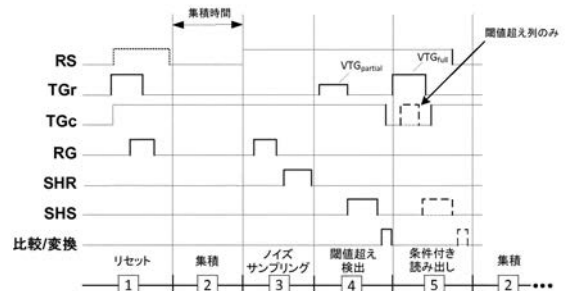 集積時間
閾値超え列のみ
RS
VTGpartial
VTGfull
TGr
TGc
RG
SHR
SHS
比較/変換
リセット
集積
ノイズ
サンプリング
閾値超え
検出
条件付き
読み出し
集積
1
2
3
4
5
2